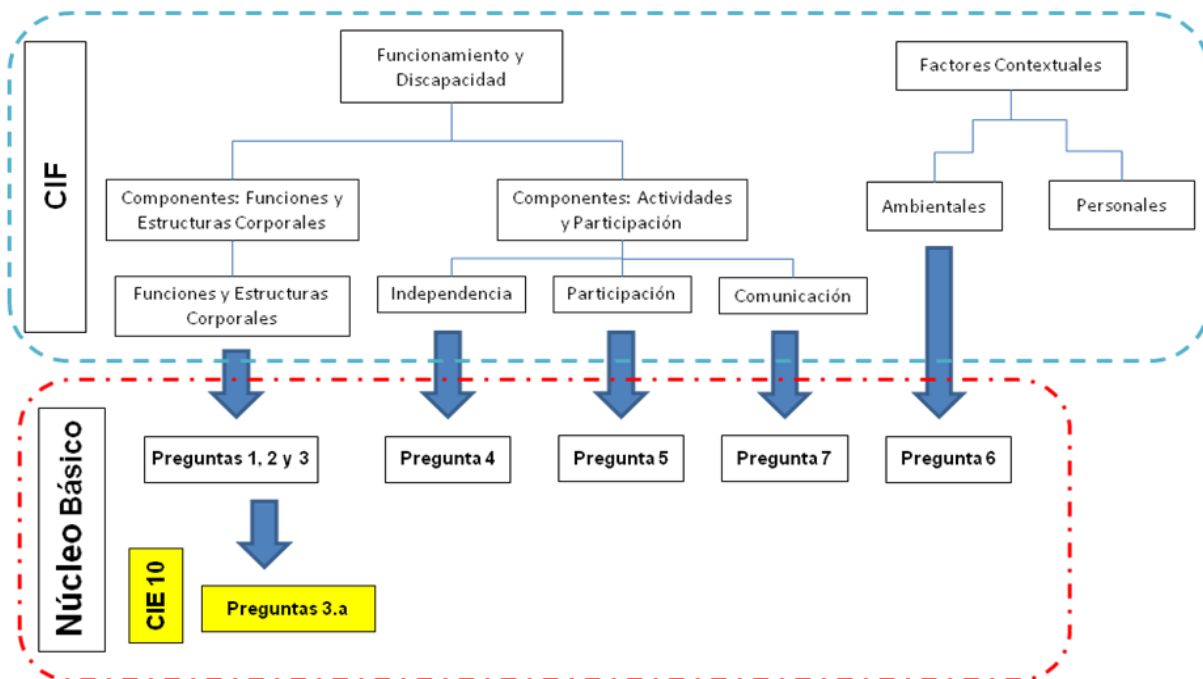 CIF
Funcionamiento y
Discapacidad
Factores Contextuales
Componentes: Funciones y
Estructuras Corporales
Componentes: Actividades
y Participación
Ambientales
Personales
Funciones y Estructuras
Corporales
Independencia
Participación
Comunicación
Núcleo Básico
Preguntas 1, 2 y 3
Pregunta 4
Pregunta 5
Pregunta 7
Pregunta 6
CIE 10
Preguntas 3.a